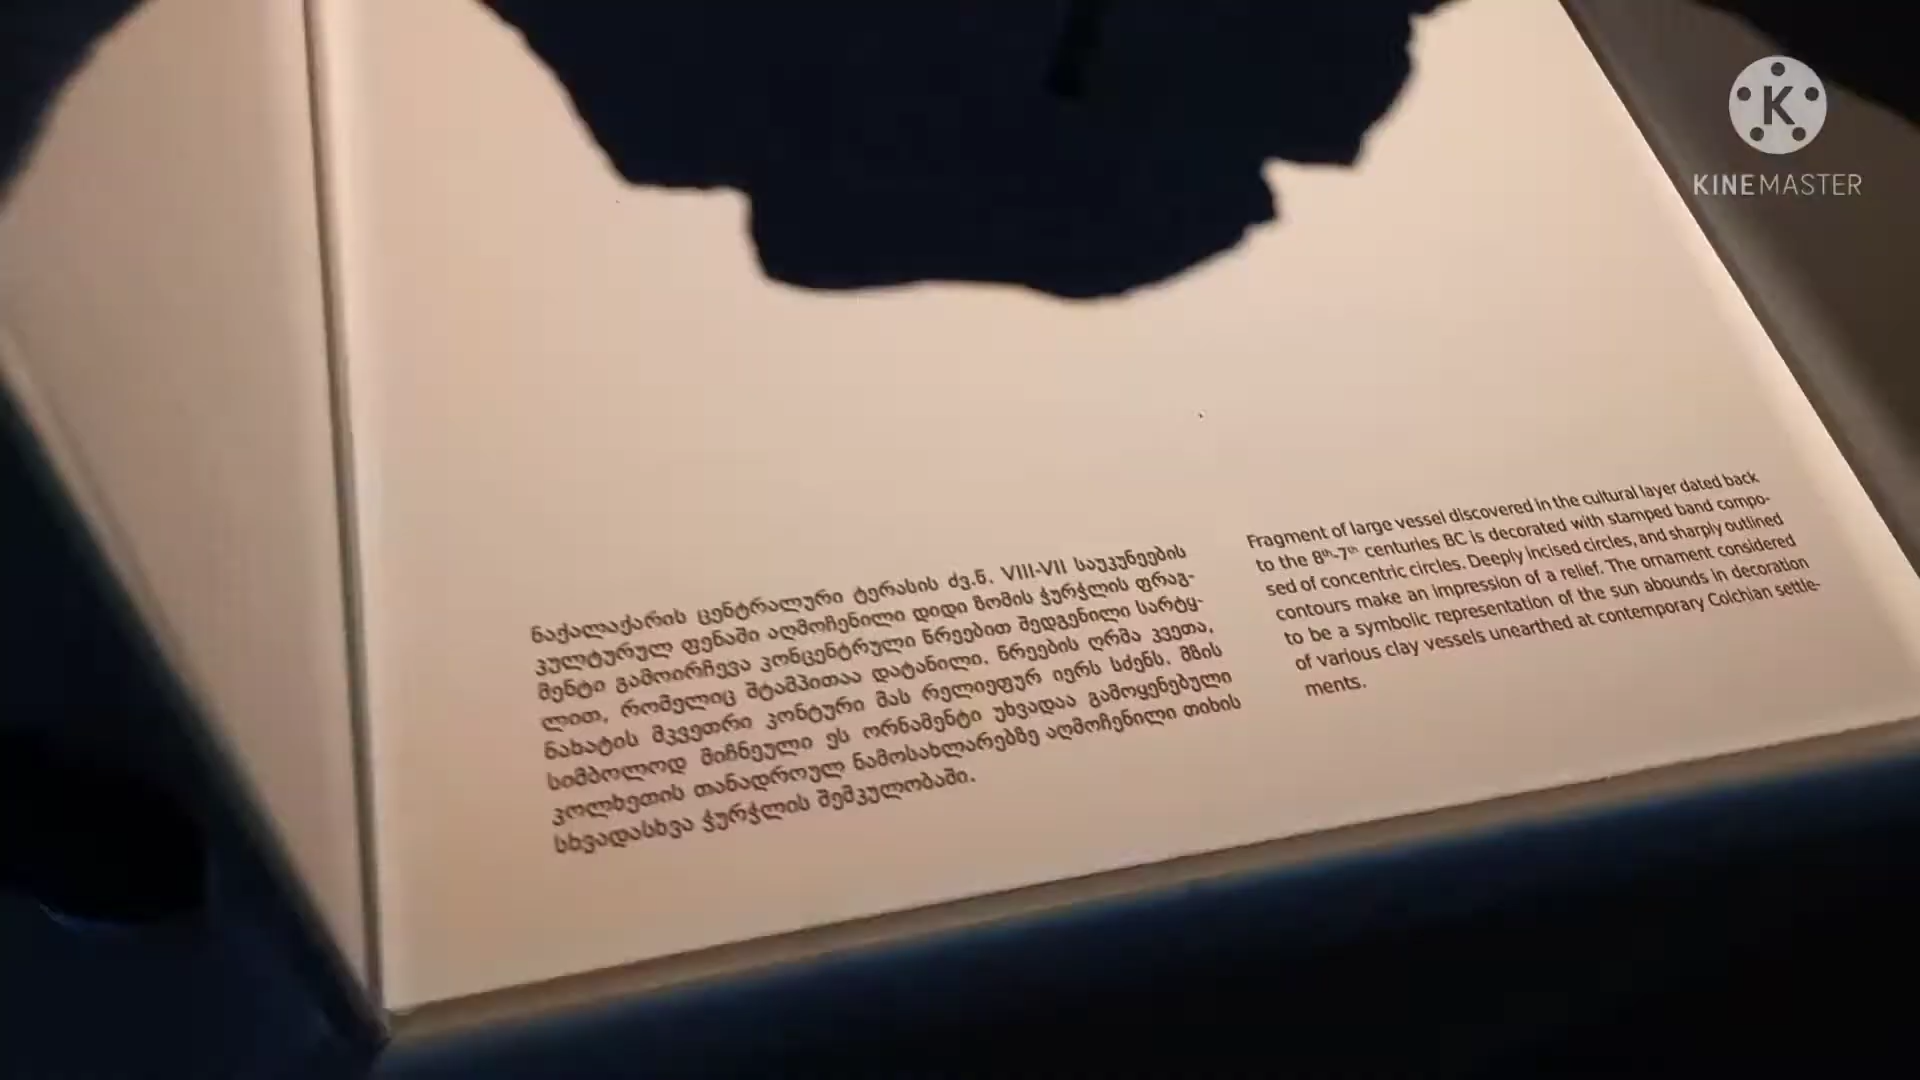 KINEMASTER
ნაქალაქარის ცენტრალური ტერასის ძვ.წ. VIII-VII საუკუნეების
კულტურულ ფენაში აღმოჩენილი დიდი ზომის ჭურჭლის ფრაგ-
მენტი გამოირჩევა კონცენტრული წრეებით შედგენილი სარტყ-
ლით, რომელიც შტამპითაა დატანილი. წრეების ღრმა კვეთა,
ნახატის მკვეთრი კონტური მას რელიეფურ იერს სძენს. მზის
სიმბოლოდ მიჩნეული ეს ორნამენტი უხვადაა გამოყენებული
კოლხეთის თანადროულ ნამოსახლარებზე აღმოჩენილი თიხის
სხვადასხვა ჭურჭლის შემკულობაში.
Fragment of large vessel discovered in the cultural layer dated back
to the 8th-7th centuries BC is decorated with stamped band compo-
sed of concentric circles. Deeply incised circles, and sharply outlined
contours make an impression of a relief. The ornament considered
to be a symbolic representation of the sun abounds in decoration
of various clay vessels unearthed at contemporary Colchian settle-
ments.